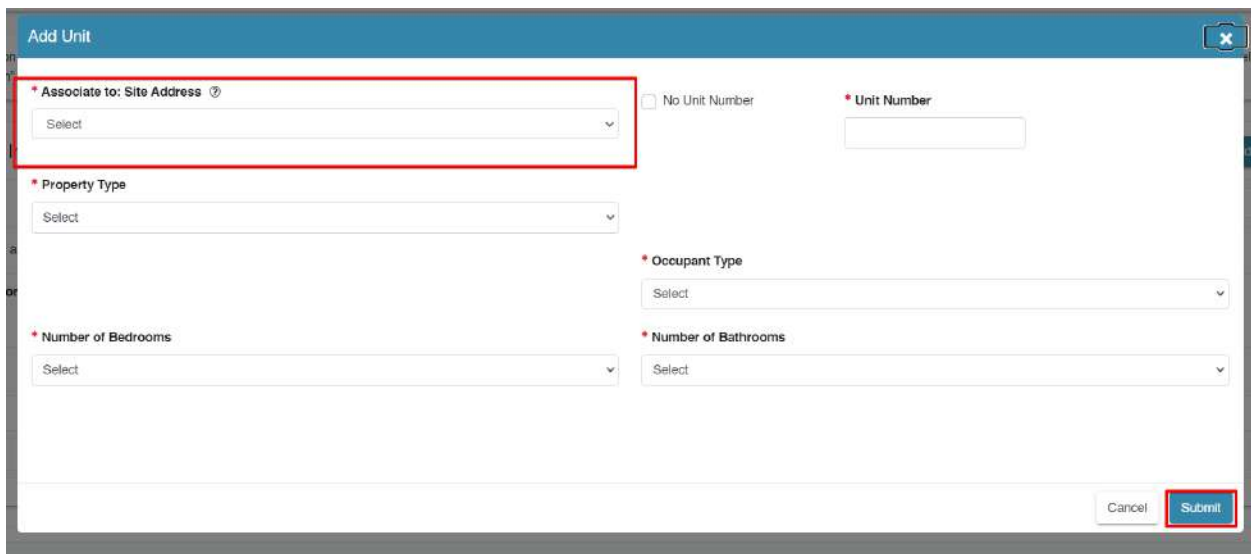 Add Unit
* Associate to: Site Address
Select
No Unit Number
* Unit Number
* Property Type
Select
* Occupant Type
Select
* Number of Bedrooms
Select
* Number of Bathrooms
Select
Cancel
Submit